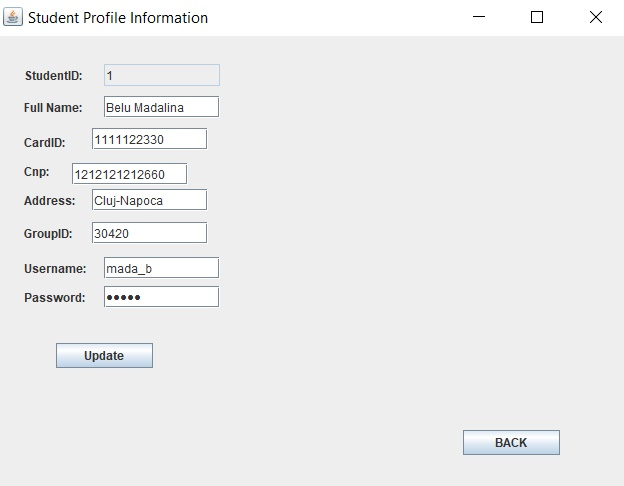 Student Profile Information
StudentID: 1
Full Name: Belu Madalina
CardID: 1111122330
Cnp: 1212121212660
Address: Cluj-Napoca
GroupID: 30420
Username: mada_b
Password: •••••
Update
BACK